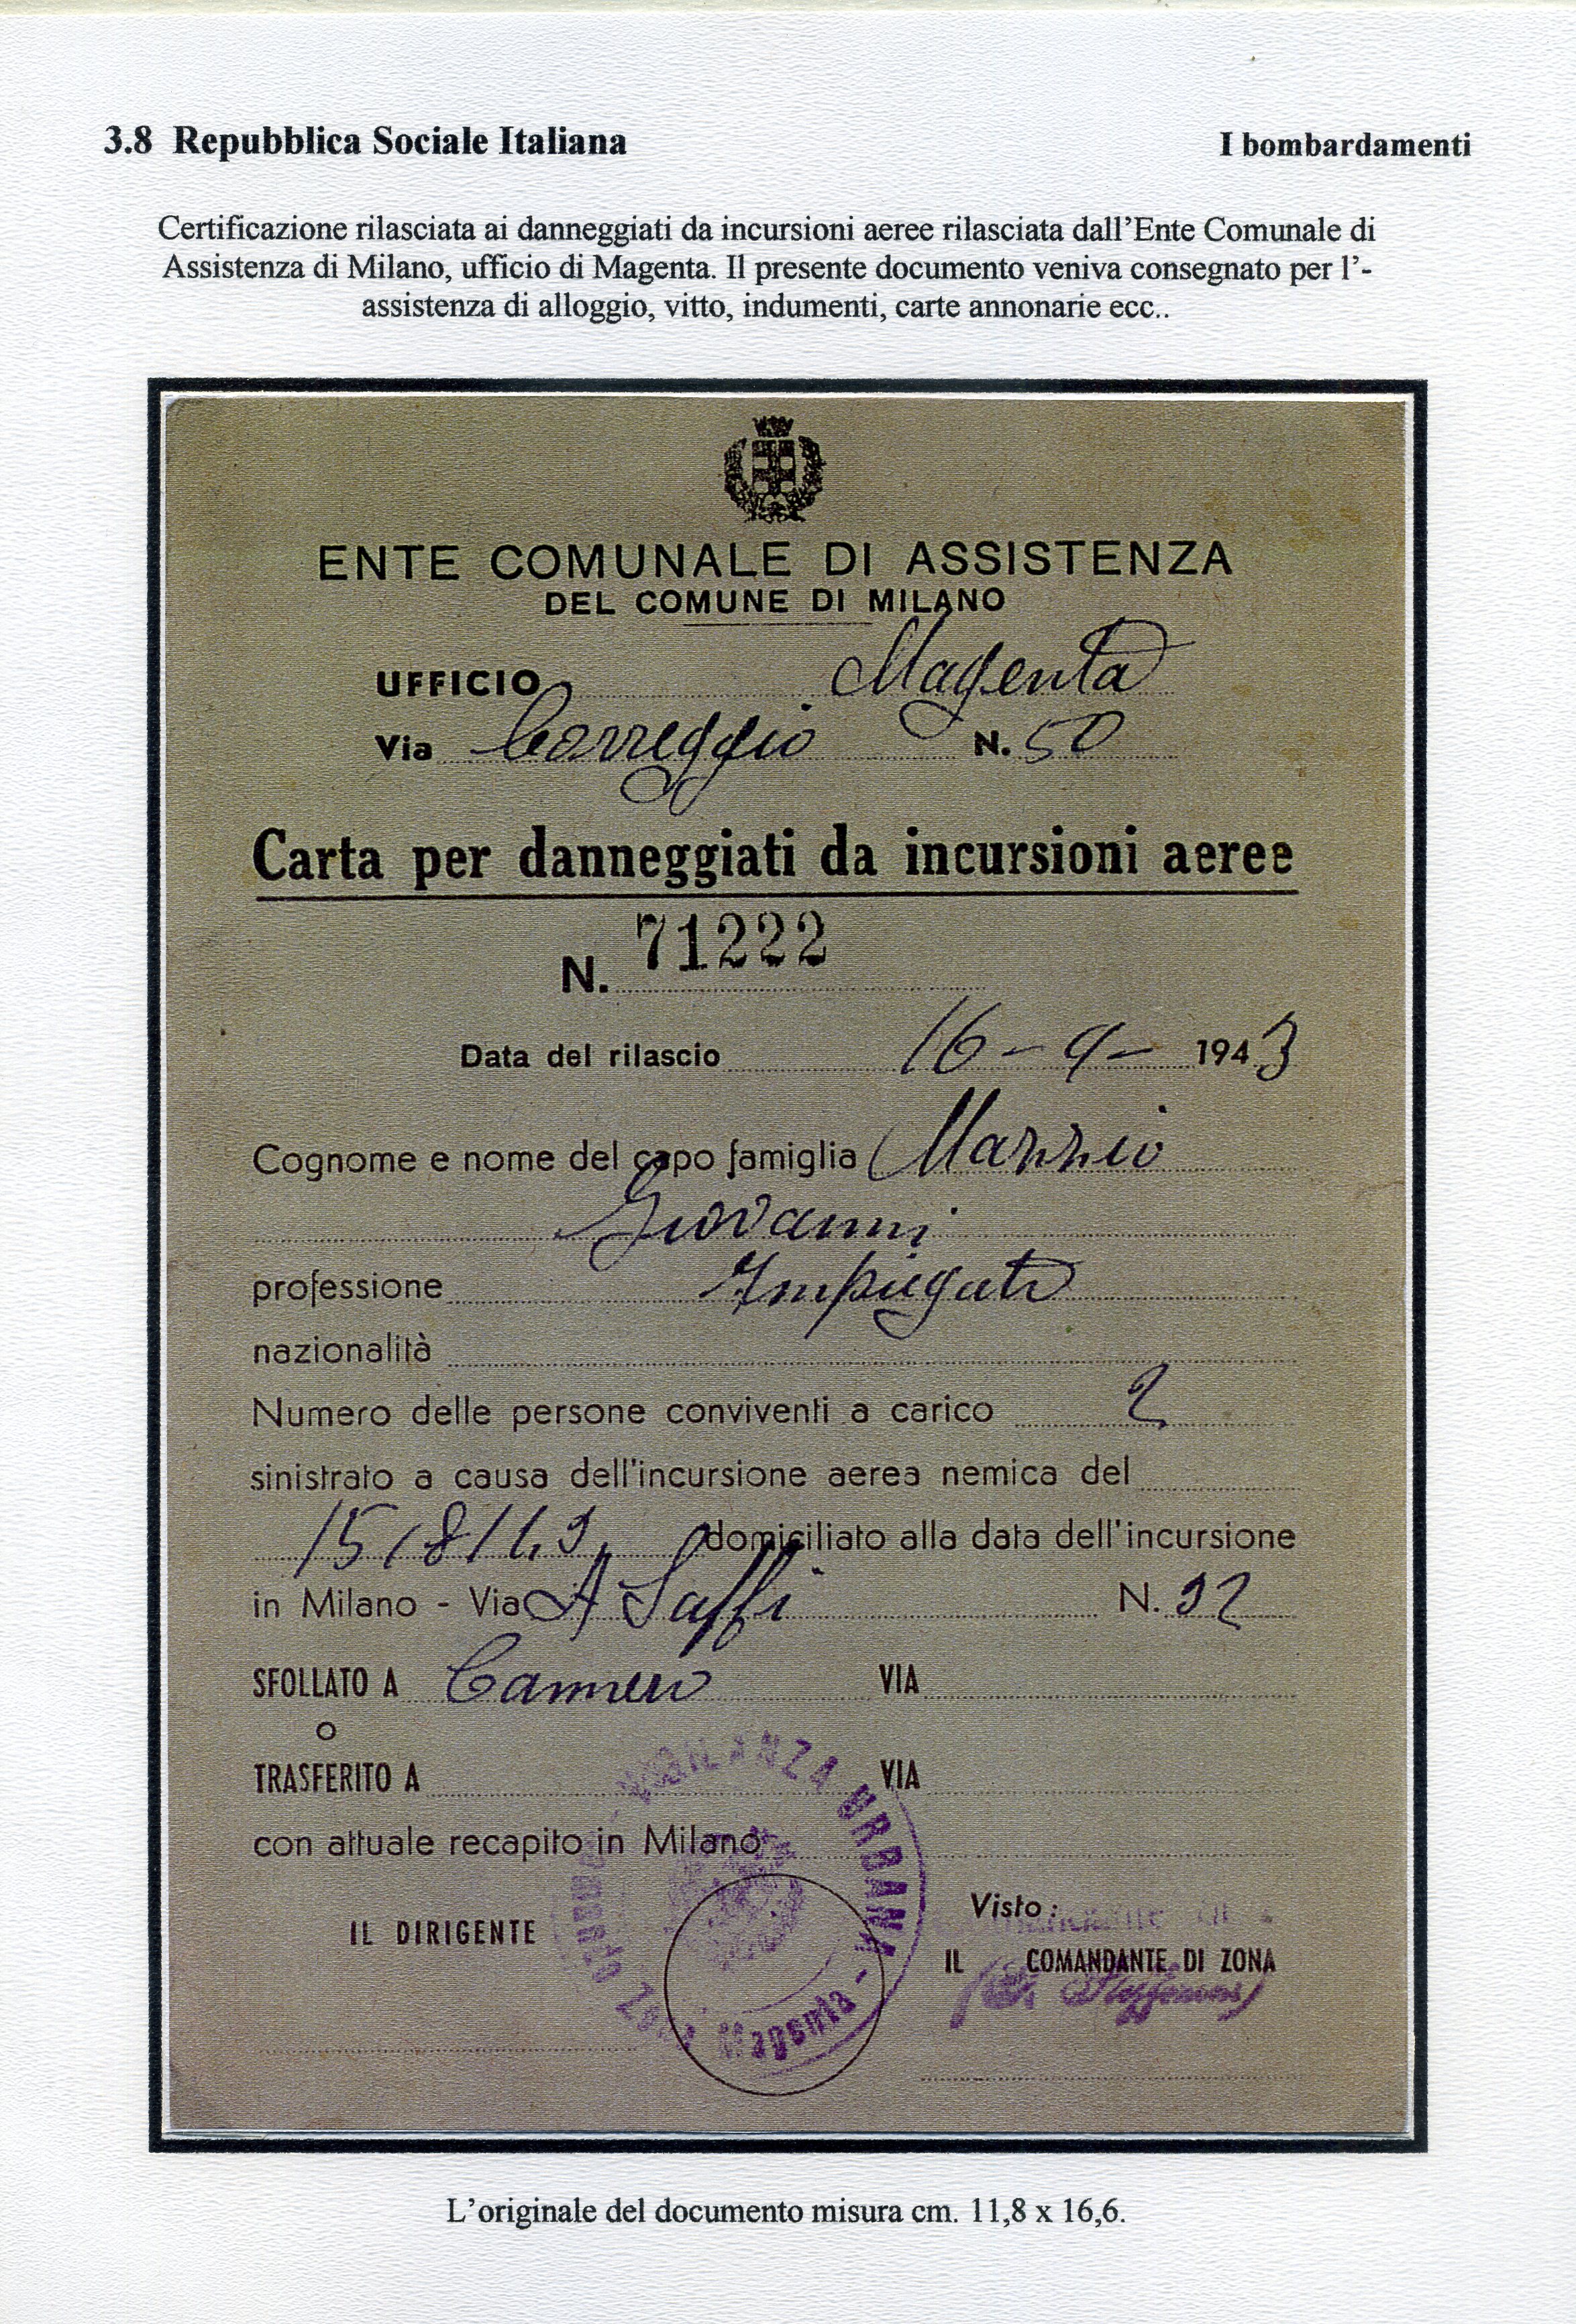 3.8 Repubblica Sociale Italiana
I bombardamenti
Certificazione rilasciata ai danneggiati da incursioni aeree rilasciata dall’Ente Comunale di
Assistenza di Milano, ufficio di Magenta. Il presente documento veniva consegnato per l’-
assistenza di alloggio, vitto, indumenti, carte annonarie ecc..
ENTE COMUNALE DI ASSISTENZA
DEL COMUNE DI MILANO
UFFICIO Magenta
Via Correggio N. 50
Carta per danneggiati da incursioni aeree
N. 71222
Data del rilascio 16-9-1943
Cognome e nome del capo famiglia
Giovanni
professione Impiegato
nazionalità
Numero delle persone conviventi a carico 2
sinistrato a causa dell'incursione aerea nemica del
15/8/43 domiciliato alla data dell'incursione
in Milano - Via A Saffi N. 32
SFOLLATO A VIA
o
TRASFERITO A VIA
con attuale recapito in Milano
VIGILANZA URBANA - Magenta -
IL DIRIGENTE
Visto:
IL COMANDANTE DI ZONA
L’originale del documento misura cm. 11,8 x 16,6.